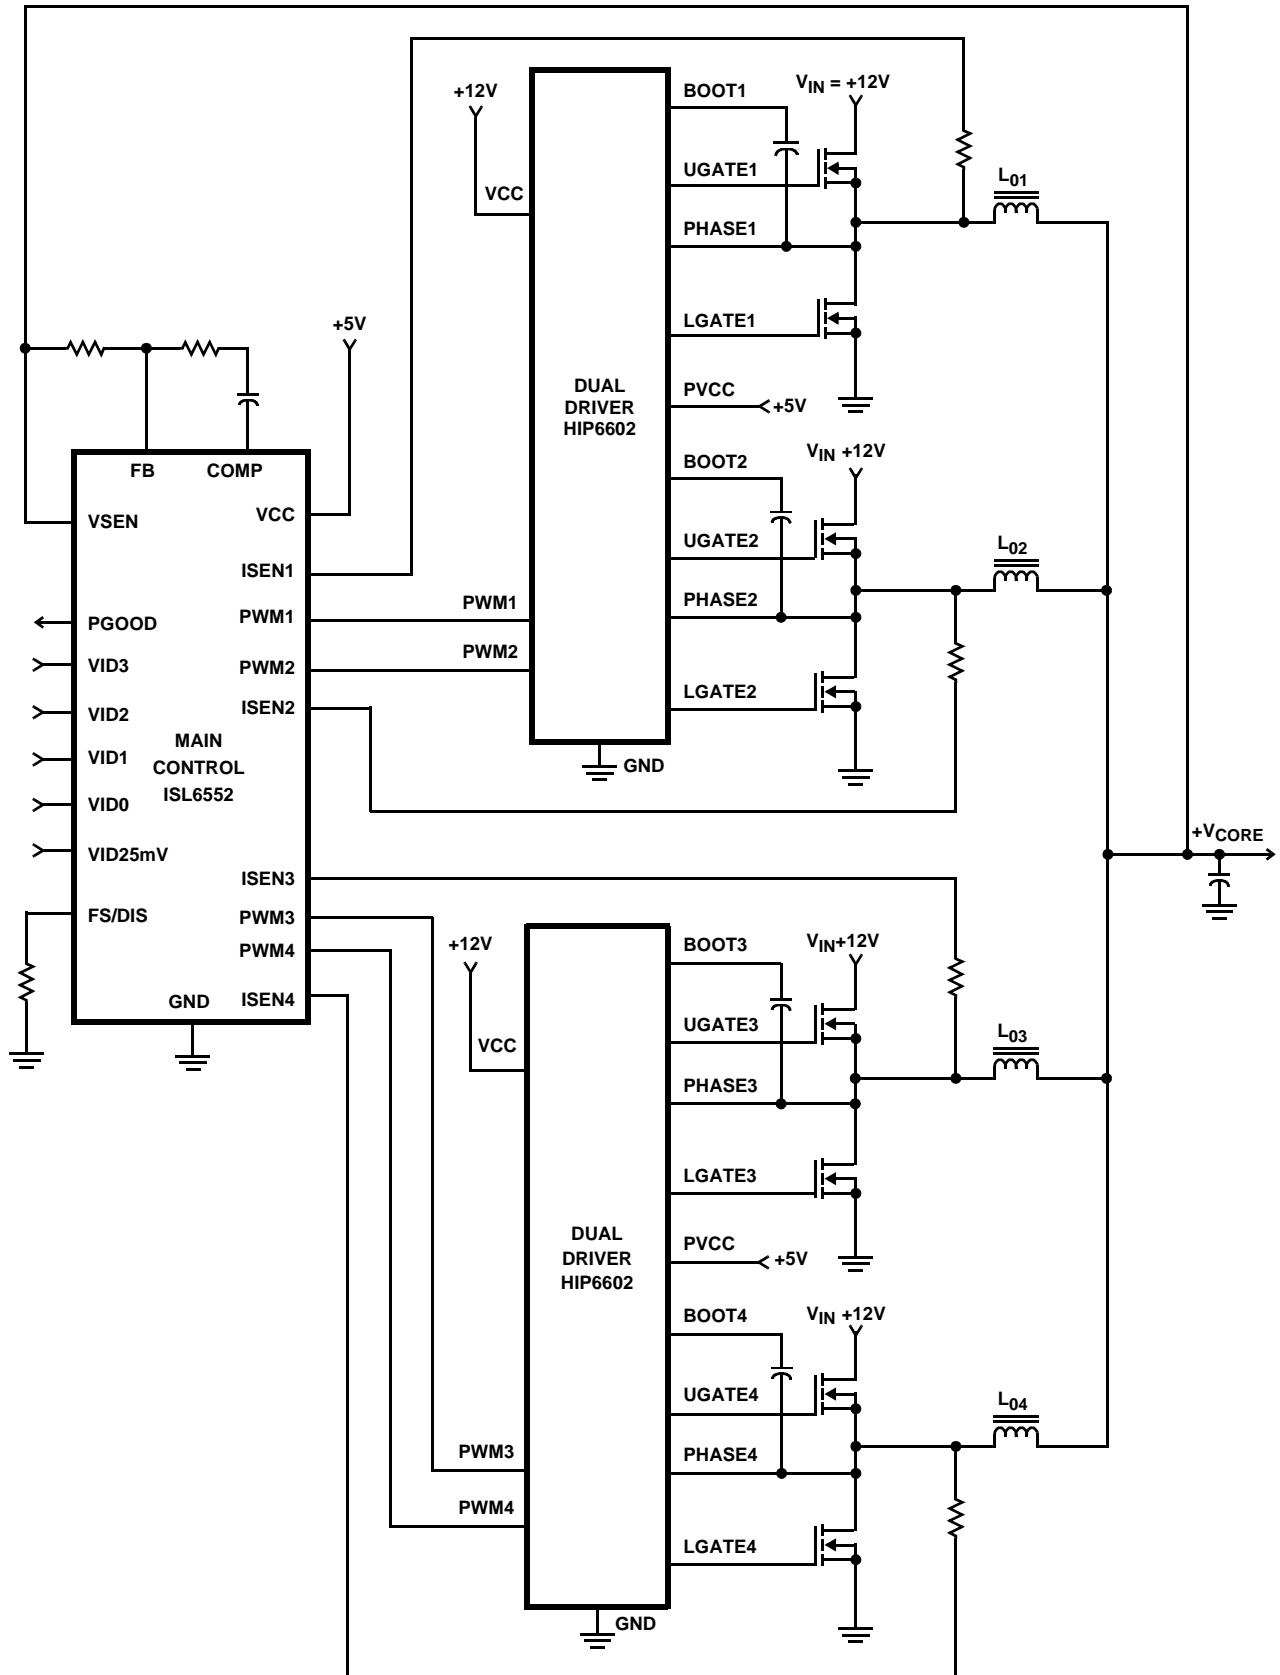 +12V
BOOT1
VIN = +12V
UGATE1
VCC
L01
PHASE1
LGATE1
+5V
PVCC
+5V
DUAL
DRIVER
HIP6602
VIN +12V
BOOT2
FB
COMP
VSEN
VCC
UGATE2
L02
ISEN1
PHASE2
PWM1
PGOOD
PWM1
PWM2
VID3
PWM2
LGATE2
ISEN2
VID2
MAIN
CONTROL
ISL6552
VID1
GND
VID0
+VCORE
VID25mV
ISEN3
FS/DIS
PWM3
PWM4
ISEN4
GND
+12V
BOOT3
VIN+12V
UGATE3
VCC
L03
PHASE3
LGATE3
DUAL
DRIVER
HIP6602
PVCC
+5V
BOOT4
VIN +12V
UGATE4
L04
PWM3
PHASE4
PWM4
LGATE4
GND